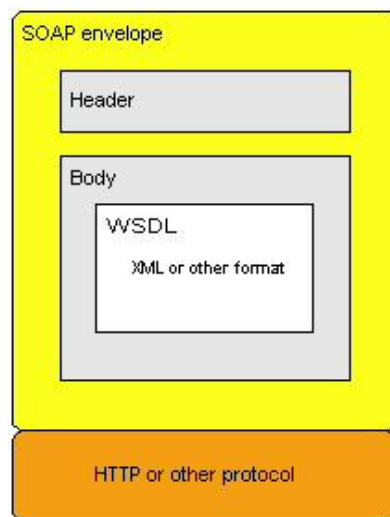 SOAP envelope
Header
Body
WSDL
XML or other format
HTTP or other protocol